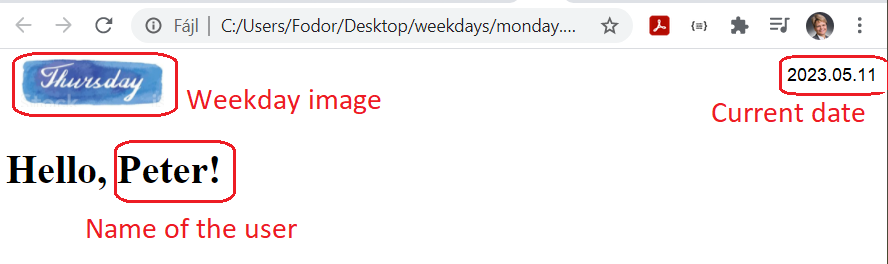 Fájl | C:/Users/Fodor/Desktop/weekdays/monday....
Thursday
2023.05.11
Weekday image
Current date
Hello, Peter!
Name of the user